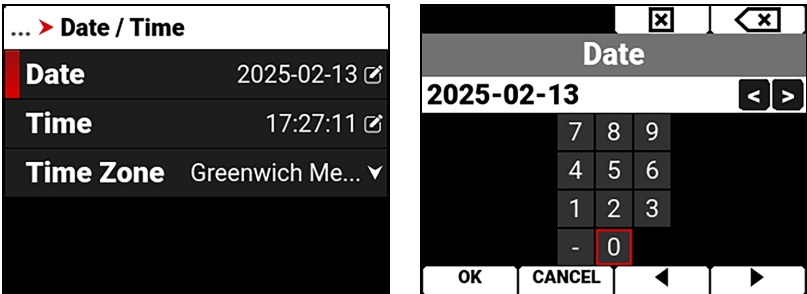 ... ➤ Date / Time
Date 2025-02-13
Time 17:27:11
Time Zone Greenwich Me...
Date
2025-02-13 < >
7 8 9
4 5 6
1 2 3
- 0
OK CANCEL ◀ ▶